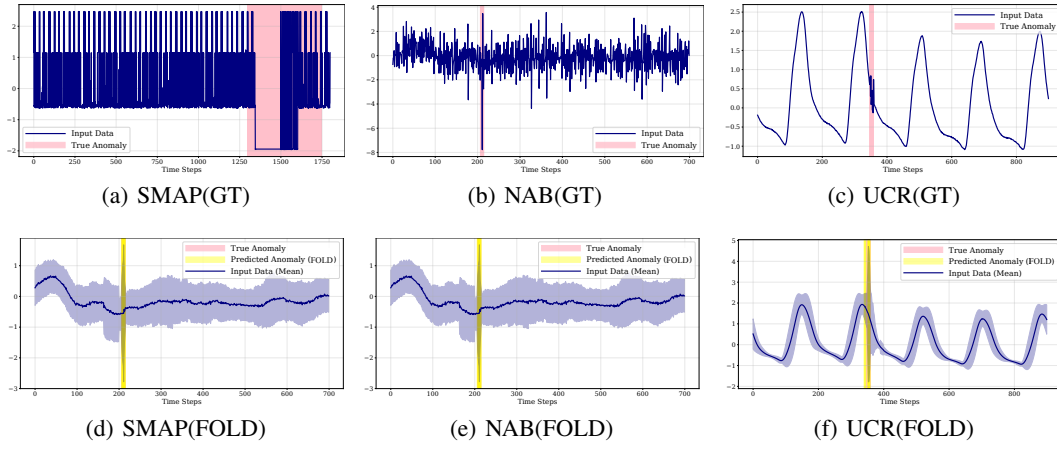 2
1
0
−1
−2
Input Data
True Anomaly
0 250 500 750 1000 1250 1500 1750
Time Steps
(a) SMAP(GT)
4
2
0
−2
−4
−6
−8
Input Data
True Anomaly
0 100 200 300 400 500 600 700
Time Steps
(b) NAB(GT)
2.5
2.0
1.5
1.0
0.5
0.0
−0.5
−1.0
Input Data
True Anomaly
0 200 400 600 800
Time Steps
(c) UCR(GT)
1
0
−1
−2
−3
True Anomaly
Predicted Anomaly (FOLD)
Input Data (Mean)
0 100 200 300 400 500 600 700
Time Steps
(d) SMAP(FOLD)
1
0
−1
−2
−3
True Anomaly
Predicted Anomaly (FOLD)
Input Data (Mean)
0 100 200 300 400 500 600 700
Time Steps
(e) NAB(FOLD)
5
4
3
2
1
0
−1
−2
True Anomaly
Predicted Anomaly (FOLD)
Input Data (Mean)
0 200 400 600 800
Time Steps
(f) UCR(FOLD)